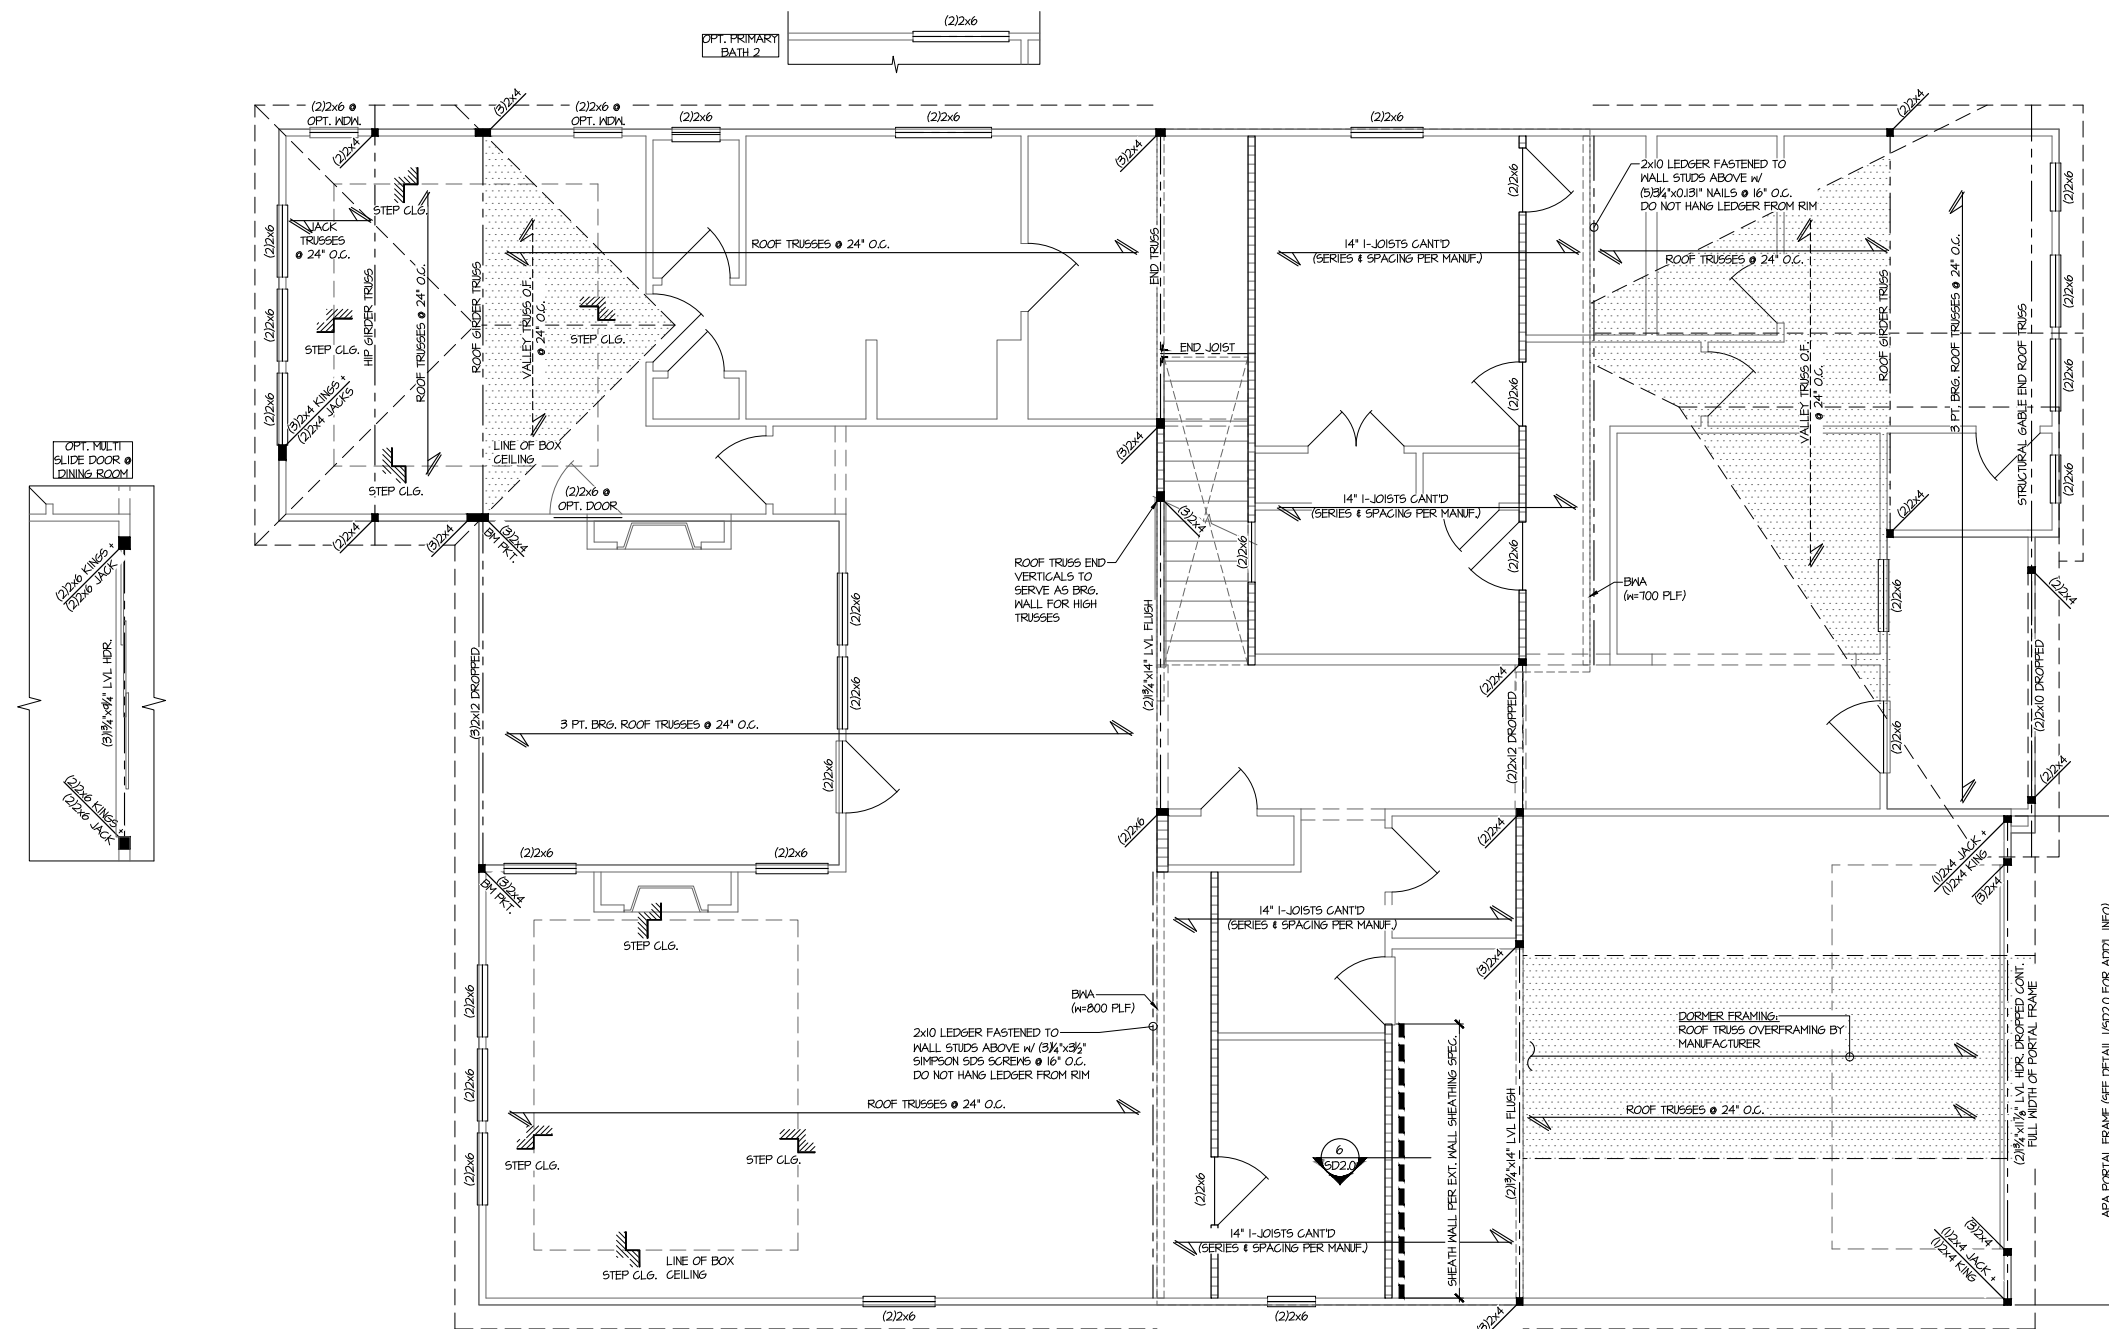 (2)2x6
OPT. PRIMARY
BATH 2
(2)2x6 @
OPT. WDW.
(3)2x4
(2)2x6 @
OPT. WDW.
(2)2x6
(2)2x6
(2)2x6
(2)2x4
(2)2x4
(3)2x4
STEP CLG.
JACK
TRUSSES
@ 24" O.C.
(2)2x6
(2)2x6
(2)2x6
STEP CLG.
HIP GIRDER TRUSS
ROOF TRUSSES @ 24" O.C.
ROOF GIRDER TRUSS
VALLEY TRUSS O.F.
@ 24" O.C.
STEP CLG.
ROOF TRUSSES @ 24" O.C.
END TRUSS
(3)2x4 KINGS +
(2)2x4 JACKS
LINE OF BOX
CEILING
STEP CLG.
(2)2x6 @
OPT. DOOR
(2)2x4
(3)2x4
(3)2x4
BM PKT.
END JOIST
(3)2x4
(3)2x4
(2)2x6
14" I-JOISTS CANT'D
(SERIES & SPACING PER MANUF.)
14" I-JOISTS CANT'D
(SERIES & SPACING PER MANUF.)
(2)2x6
(2)2x6
(2)2x6
2x10 LEDGER FASTENED TO
WALL STUDS ABOVE W/
(5)3¼"x0.131" NAILS @ 16" O.C.
DO NOT HANG LEDGER FROM RIM
ROOF TRUSSES @ 24" O.C.
ROOF GIRDER TRUSS
VALLEY TRUSS O.F.
@ 24" O.C.
3 PT. BRG. ROOF TRUSSES @ 24" O.C.
STRUCTURAL GABLE END ROOF TRUSS
(2)2x6
(2)2x6
(2)2x6
(2)2x6
(2)2x4
BWA
(w=700 PLF)
(2)2x6
(2)2x6
(2)2x4
(2)2x10 DROPPED
(2)2x4
OPT. MULTI
SLIDE DOOR @
DINING ROOM
(2)2x6 KINGS +
(2)2x6 JACK
(3)1¾"x9¼" LVL HDR.
(2)2x6 KINGS +
(2)2x6 JACK
ROOF TRUSS END
VERTICALS TO
SERVE AS BRG.
WALL FOR HIGH
TRUSSES
(2)1¾"x14" LVL FLUSH
(3)2x12 DROPPED
(2)2x6
(2)2x6
(2)2x6
3 PT. BRG. ROOF TRUSSES @ 24" O.C.
(2)2x4
(2)2x12 DROPPED
(2)2x6
(2)2x4
(2)2x6
(2)2x6
(3)2x4
BM PKT.
STEP CLG.
14" I-JOISTS CANT'D
(SERIES & SPACING PER MANUF.)
(3)2x4
(1)2x4 JACK +
(1)2x4 KING
(3)2x4
(2)2x6
(2)2x6
(2)2x6
BWA
(w=800 PLF)
2x10 LEDGER FASTENED TO
WALL STUDS ABOVE W/ (3)¼"x3½"
SIMPSON SDS SCREWS @ 16" O.C.
DO NOT HANG LEDGER FROM RIM
ROOF TRUSSES @ 24" O.C.
STEP CLG.
STEP CLG.
STEP CLG.
LINE OF BOX
CEILING
(2)2x6
6
SD2.0
SHEATH WALL PER EXT. WALL SHEATHING SPEC.
(2)1¾"x14" LVL FLUSH
14" I-JOISTS CANT'D
(SERIES & SPACING PER MANUF.)
DORMER FRAMING:
ROOF TRUSS OVERFRAMING BY
MANUFACTURER
ROOF TRUSSES @ 24" O.C.
(2)1¾"x11⅞" LVL HDR. DROPPED CONT.
FULL WIDTH OF PORTAL FRAME
APA PORTAL FRAME (SEE DETAIL 1/SD2.0 FOR ADD'L INFO)
(3)2x4
(1)2x4 JACK +
(1)2x4 KING
(2)2x6
(2)2x6
(3)2x4